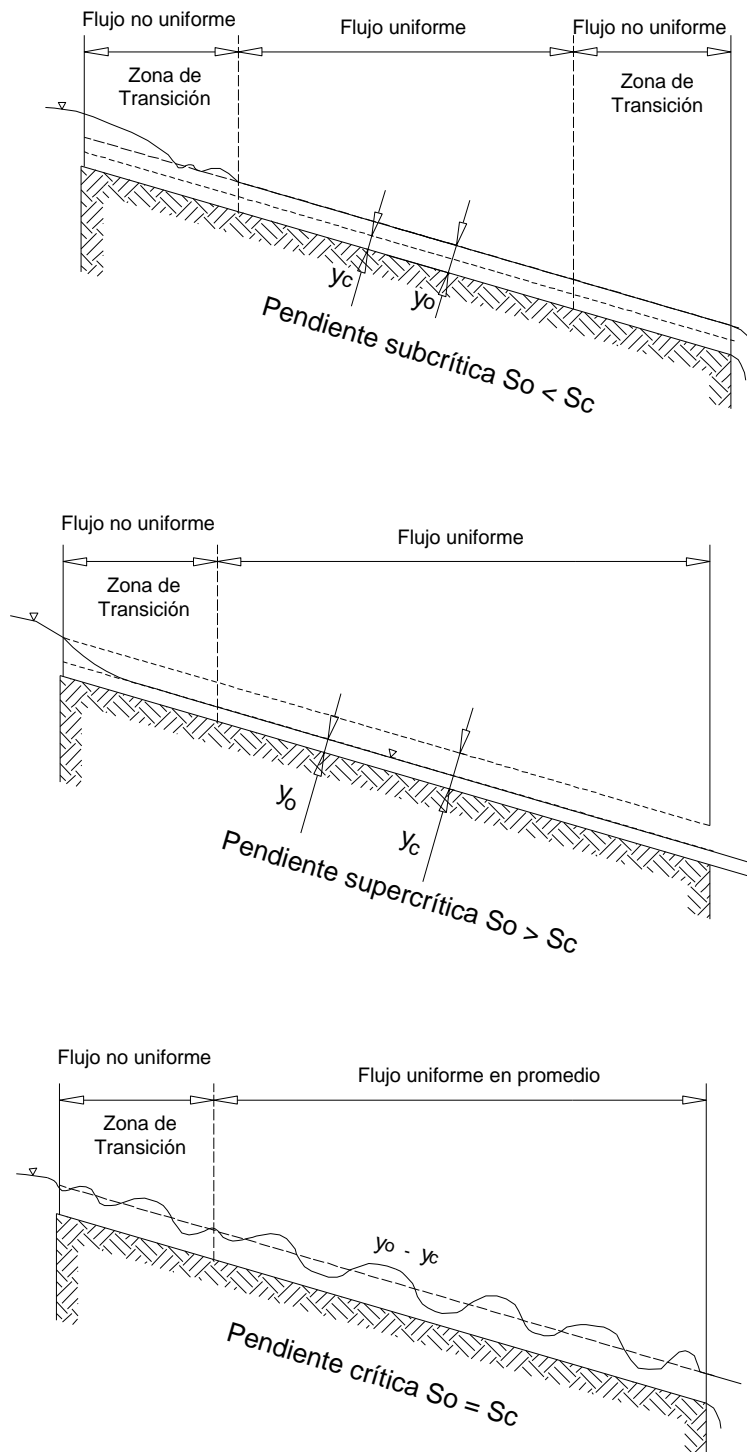 Flujo no uniforme
Flujo uniforme
Flujo no uniforme
Zona de
Transición
Zona de
Transición
yc
yo
Pendiente subcrítica So < Sc
Flujo no uniforme
Flujo uniforme
Zona de
Transición
yo
yc
Pendiente supercrítica So > Sc
Flujo no uniforme
Flujo uniforme en promedio
Zona de
Transición
yo - yc
Pendiente crítica So = Sc